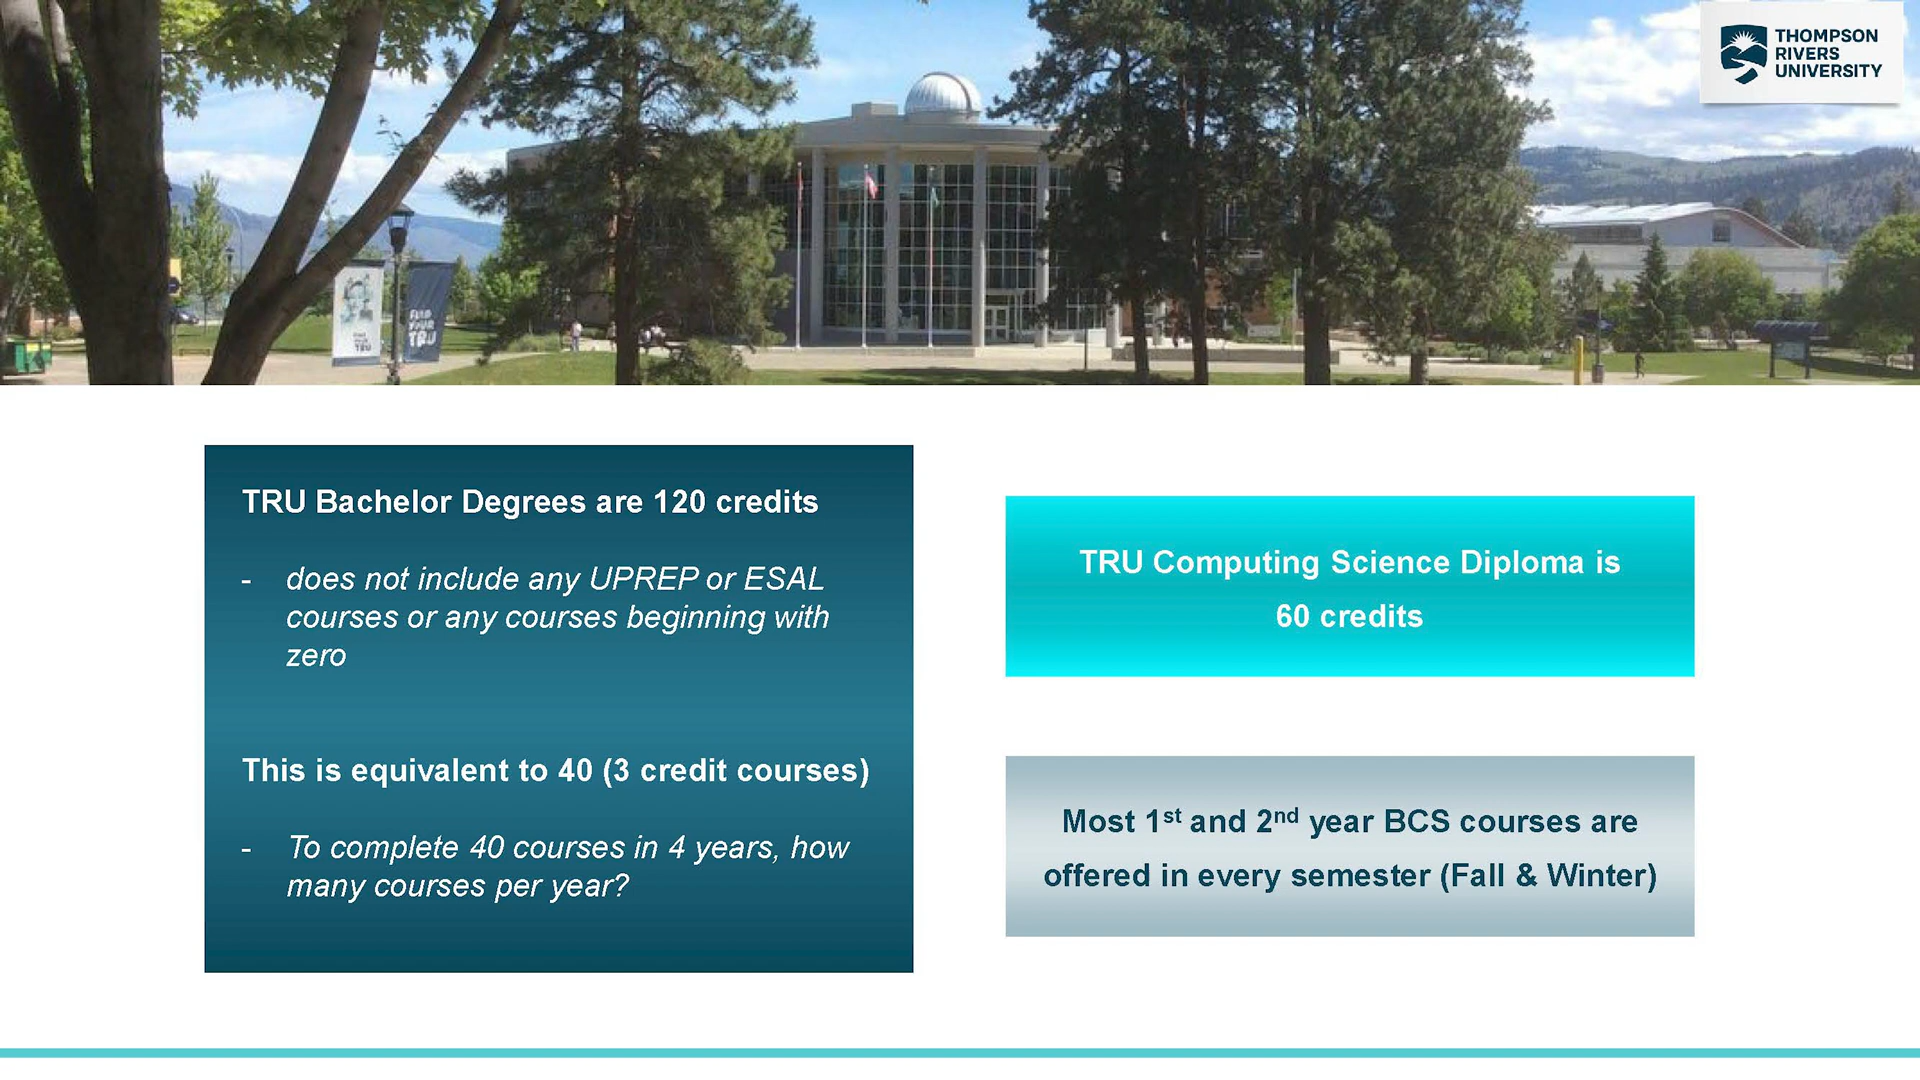 THOMPSON
RIVERS
UNIVERSITY
FIND
YOUR
TRU
TRU Bachelor Degrees are 120 credits
- does not include any UPREP or ESAL
courses or any courses beginning with
zero
This is equivalent to 40 (3 credit courses)
- To complete 40 courses in 4 years, how
many courses per year?
TRU Computing Science Diploma is
60 credits
Most 1st and 2nd year BCS courses are
offered in every semester (Fall & Winter)